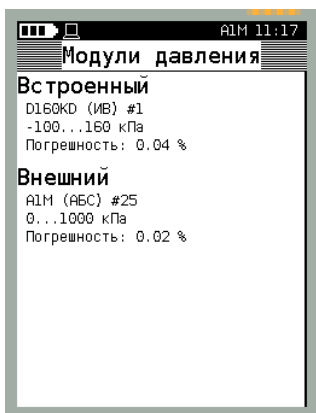 A1M 11:17
Модули давления
Встроенный
D160KD (ИВ) #1
-100...160 кПа
Погрешность: 0.04 %
Внешний
A1M (АБС) #25
0...1000 кПа
Погрешность: 0.02 %